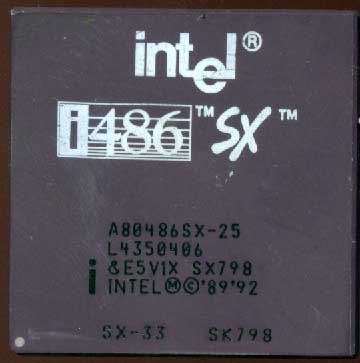 intel®
i486™ SX™
A80486SX-25
L4350406
i &E5V1X SX798
INTEL Ⓜ © '89 '92
SX-33 SK798